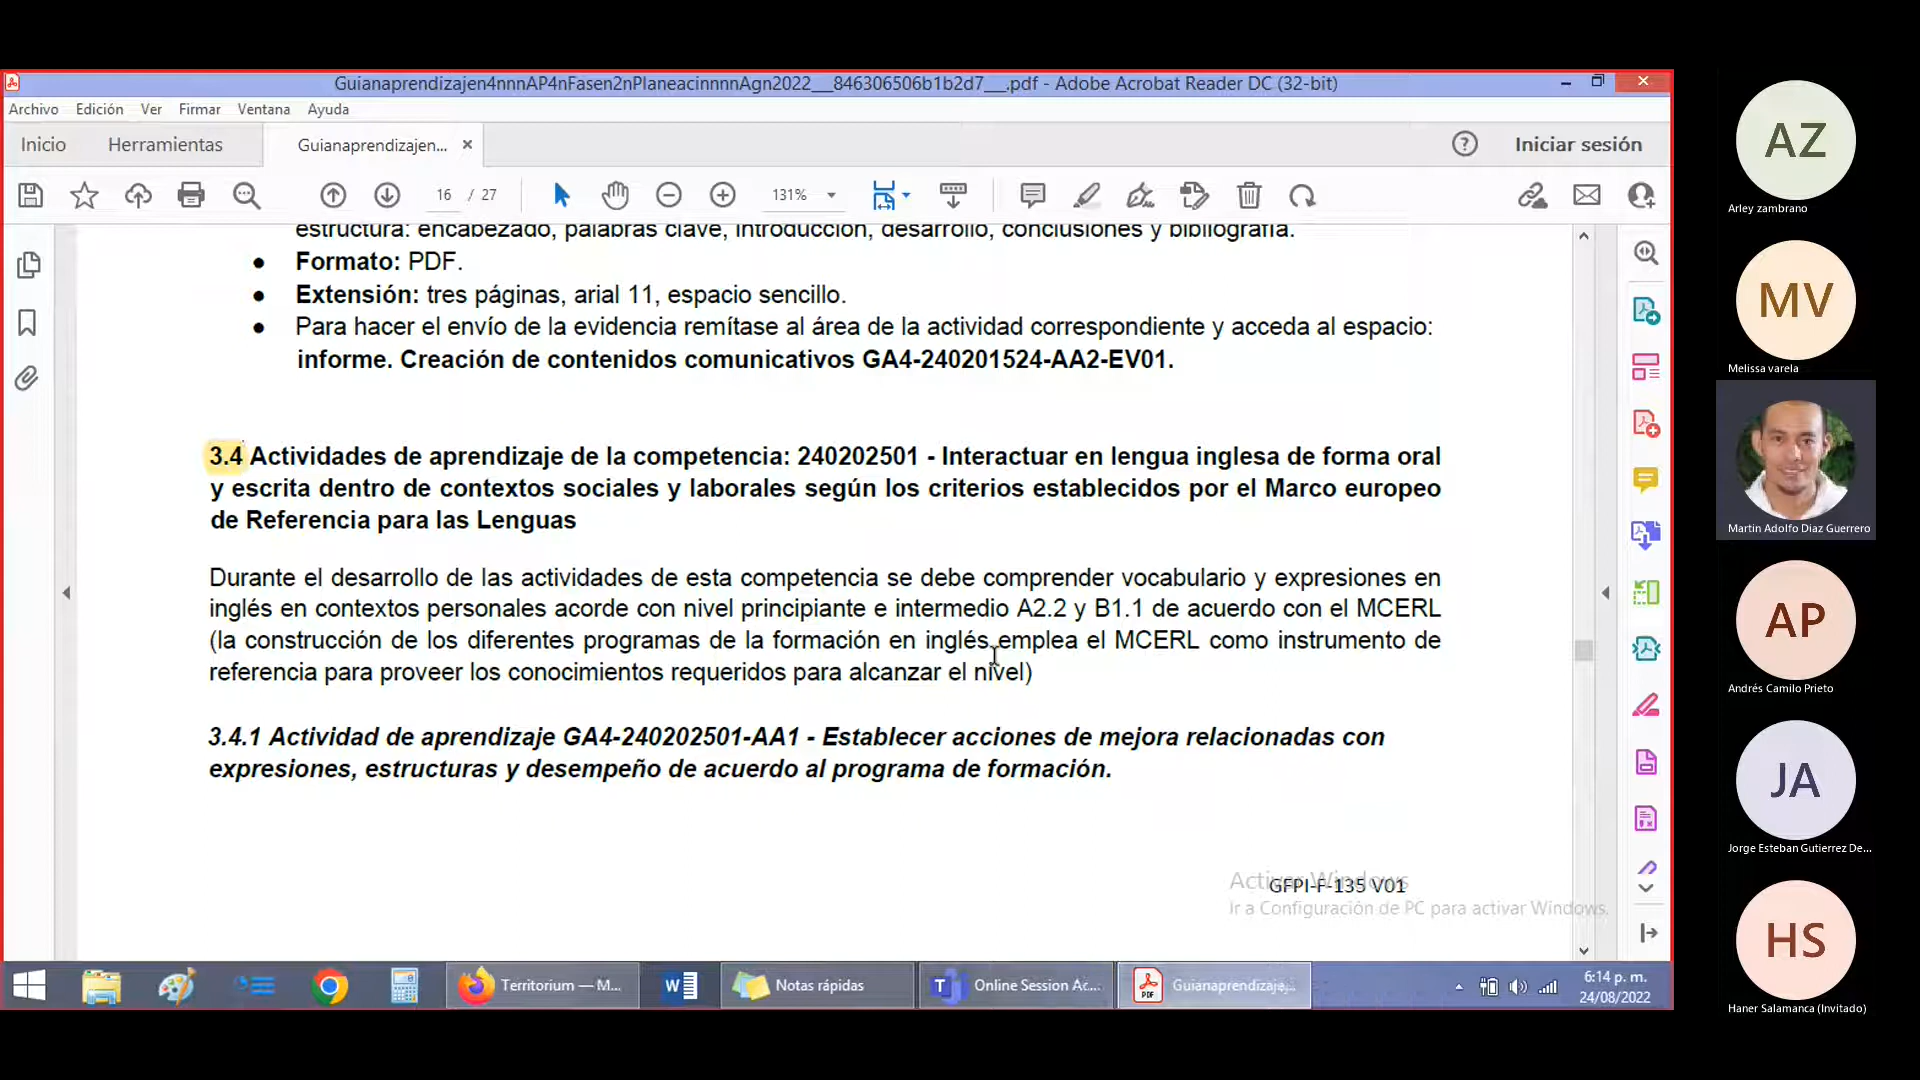 Guianaprendizajen4nnnAP4nFasen2nPlaneacinnnnAgn2022__846306506b1b2d7__.pdf - Adobe Acrobat Reader DC (32-bit)
Archivo Edición Ver Firmar Ventana Ayuda
Inicio Herramientas Guianaprendizajen... × Iniciar sesión
16 / 27 131%
estructura: encabezado, palabras clave, introducción, desarrollo, conclusiones y bibliografía.
● Formato: PDF.
● Extensión: tres páginas, arial 11, espacio sencillo.
● Para hacer el envío de la evidencia remítase al área de la actividad correspondiente y acceda al espacio:
informe. Creación de contenidos comunicativos GA4-240201524-AA2-EV01.
3.4 Actividades de aprendizaje de la competencia: 240202501 - Interactuar en lengua inglesa de forma oral
y escrita dentro de contextos sociales y laborales según los criterios establecidos por el Marco europeo
de Referencia para las Lenguas
Durante el desarrollo de las actividades de esta competencia se debe comprender vocabulario y expresiones en
inglés en contextos personales acorde con nivel principiante e intermedio A2.2 y B1.1 de acuerdo con el MCERL
(la construcción de los diferentes programas de la formación en inglés emplea el MCERL como instrumento de
referencia para proveer los conocimientos requeridos para alcanzar el nivel)
3.4.1 Actividad de aprendizaje GA4-240202501-AA1 - Establecer acciones de mejora relacionadas con
expresiones, estructuras y desempeño de acuerdo al programa de formación.
Activar Windows
GFPI-F-135 V01
Ir a Configuración de PC para activar Windows.
Territorium — M...
Notas rápidas
Online Session Ac...
Guianaprendizaje...
6:14 p. m.
24/08/2022
AZ
Arley zambrano
MV
Melissa varela
Martin Adolfo Diaz Guerrero
AP
Andrés Camilo Prieto
JA
Jorge Esteban Gutierrez De...
HS
Haner Salamanca (Invitado)